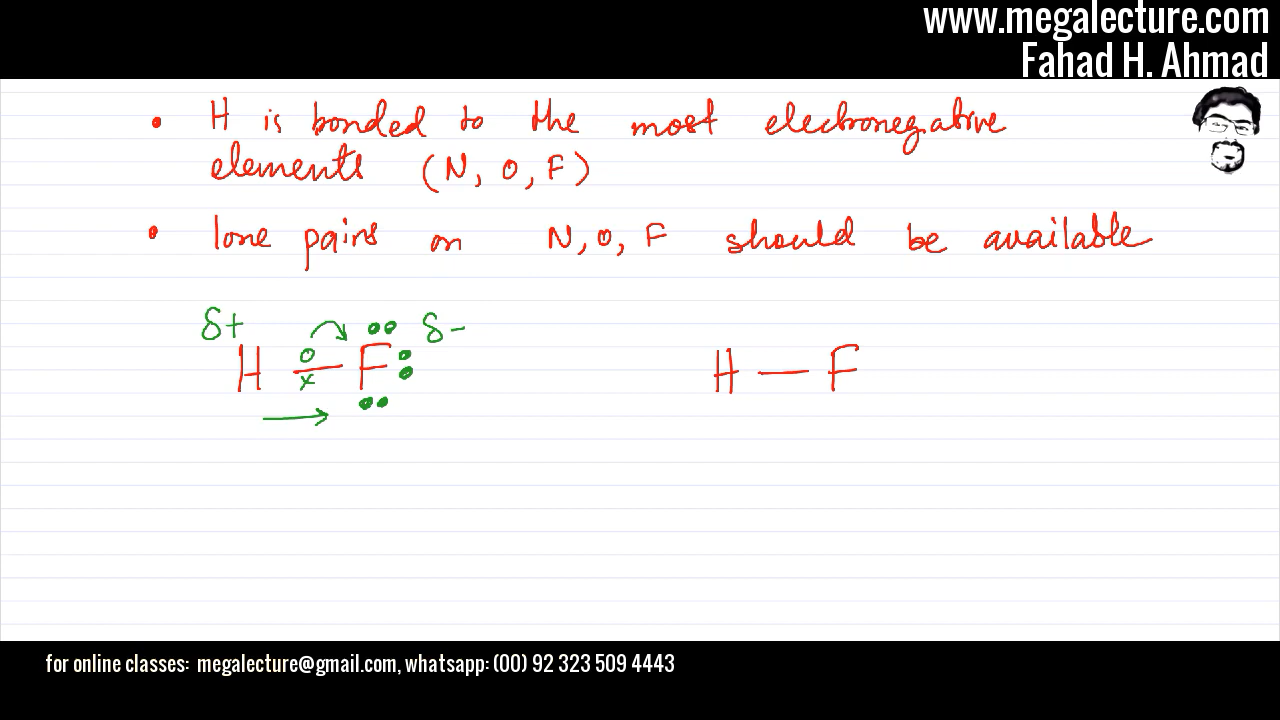 www.megalecture.com
Fahad H. Ahmad
• H is bonded to the most electronegative
elements (N, O, F)
• lone pairs on N, O, F should be available
δ+ δ-
H — F H — F
for online classes: megalecture@gmail.com, whatsapp: (00) 92 323 509 4443